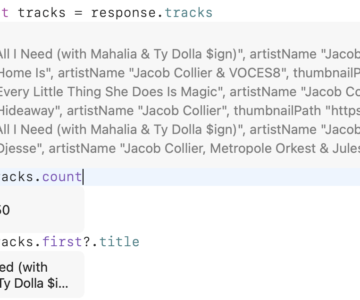 t tracks = response.tracks
All I Need (with Mahalia & Ty Dolla $ign)", artistName "Jacob
Home Is", artistName "Jacob Collier & VOCES8", thumbnailP
Every Little Thing She Does Is Magic", artistName "Jacob Co
Hideaway", artistName "Jacob Collier", thumbnailPath "https
All I Need (with Mahalia & Ty Dolla $ign)", artistName "Jacob
Djesse", artistName "Jacob Collier, Metropole Orkest & Jules
acks.count
50
acks.first?.title
ed (with
Ty Dolla $i...